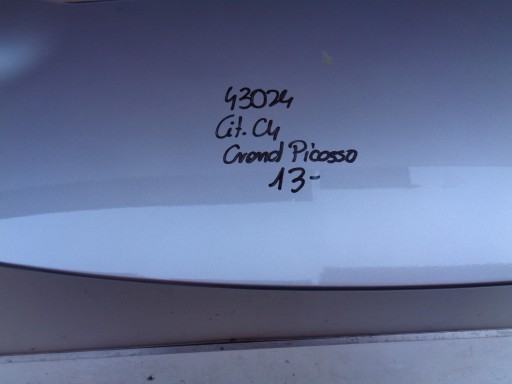 43024
Cit. C4
Grand Picasso
13-